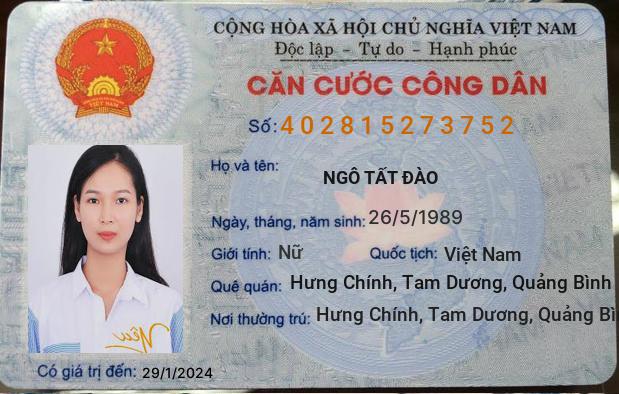 CỘNG HÒA XÃ HỘI CHỦ NGHĨA VIỆT NAM
Độc lập - Tự do - Hạnh phúc
CĂN CƯỚC CÔNG DÂN
Số: 402815273752
Họ và tên:
NGÔ TẤT ĐÀO
Ngày, tháng, năm sinh: 26/5/1989
Giới tính: Nữ Quốc tịch: Việt Nam
Quê quán: Hưng Chính, Tam Dương, Quảng Bình
Nơi thường trú: Hưng Chính, Tam Dương, Quảng Bì
Có giá trị đến: 29/1/2024
VIỆT NAM
Yêu